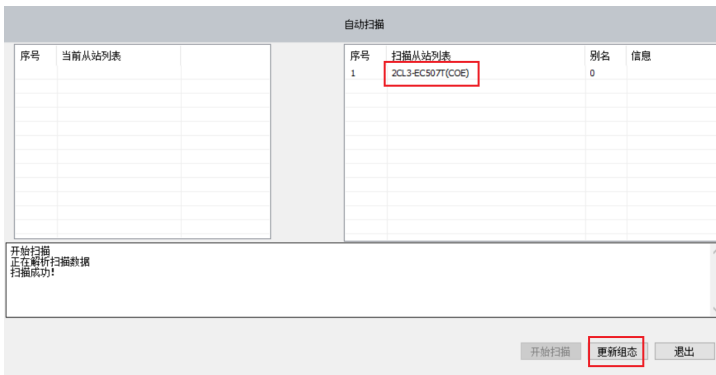 自动扫描
序号 当前从站列表
序号 扫描从站列表 别名 信息
1 2CL3-EC507T(COE) 0
开始扫描
正在解析扫描数据
扫描成功!
开始扫描 更新组态 退出